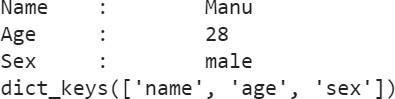 Name    :        Manu
Age     :        28
Sex     :        male
dict_keys(['name', 'age', 'sex'])